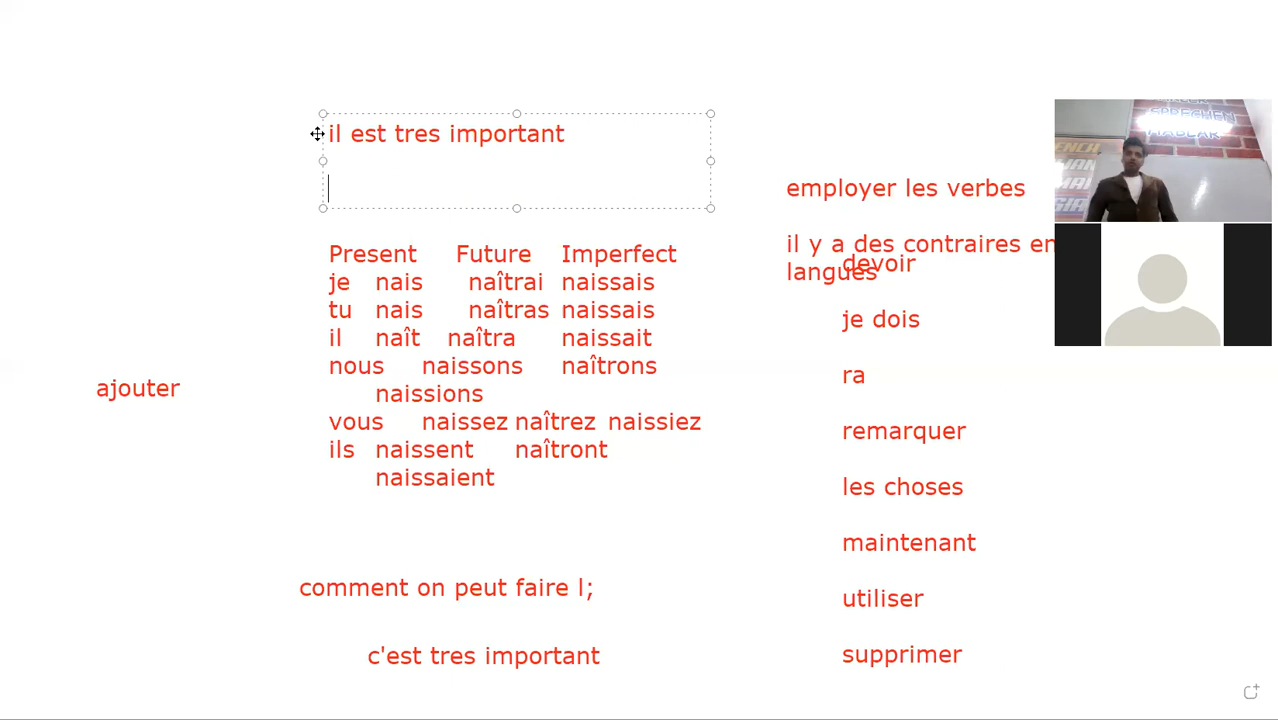 il est tres important
Present Future Imperfect
je nais naîtrai naissais
tu nais naîtras naissais
il naît naîtra naissait
nous naissons naîtrons
naissions
vous naissez naîtrez naissiez
ils naissent naîtront
naissaient
ajouter
comment on peut faire l;
c'est tres important
employer les verbes
il y a des contraires en
langues
devoir
je dois
ra
remarquer
les choses
maintenant
utiliser
supprimer
SPRECHEN
HABLAR